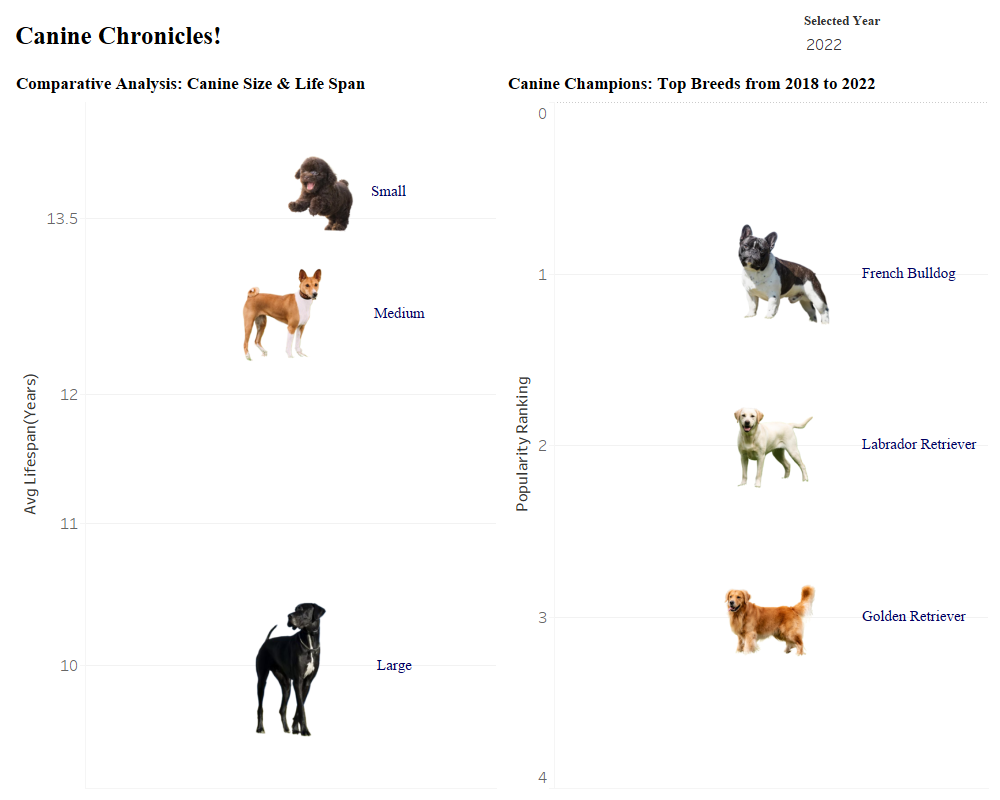 Canine Chronicles!
Selected Year
2022
Comparative Analysis: Canine Size & Life Span
Avg Lifespan(Years)
13.5
12
11
10
Small
Medium
Large
Canine Champions: Top Breeds from 2018 to 2022
Popularity Ranking
0
1
2
3
4
French Bulldog
Labrador Retriever
Golden Retriever